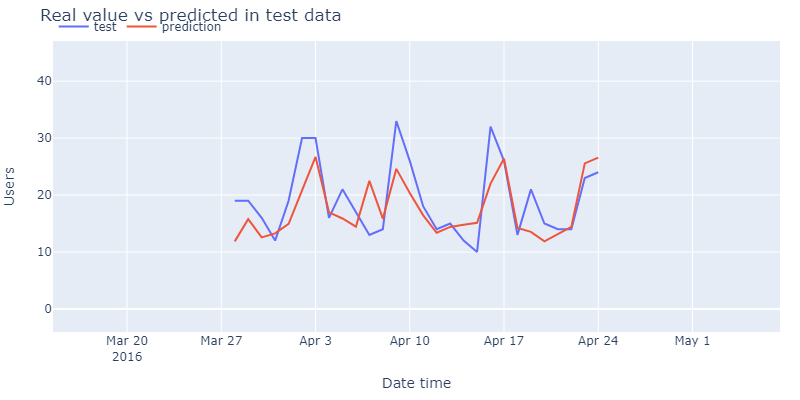 Real value vs predicted in test data
test prediction
Users
40
30
20
10
0
Mar 20 Mar 27 Apr 3 Apr 10 Apr 17 Apr 24 May 1
2016
Date time